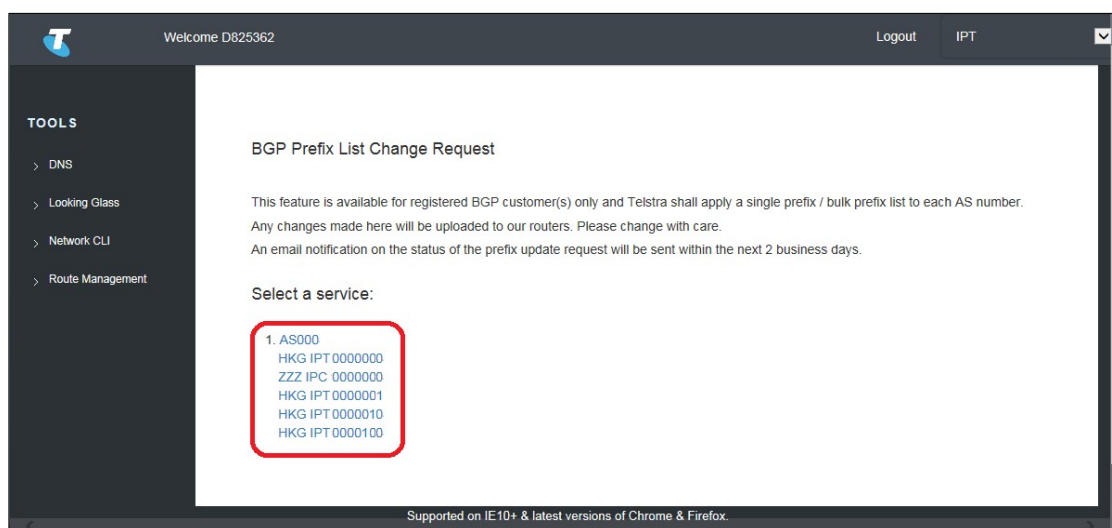 T
Welcome D825362
Logout
IPT
TOOLS
DNS
Looking Glass
Network CLI
Route Management
BGP Prefix List Change Request
This feature is available for registered BGP customer(s) only and Telstra shall apply a single prefix / bulk prefix list to each AS number.
Any changes made here will be uploaded to our routers. Please change with care.
An email notification on the status of the prefix update request will be sent within the next 2 business days.
Select a service:
1. AS000
HKG IPT 0000000
ZZZ IPC 0000000
HKG IPT 0000001
HKG IPT 0000010
HKG IPT 0000100
Supported on IE10+ & latest versions of Chrome & Firefox.